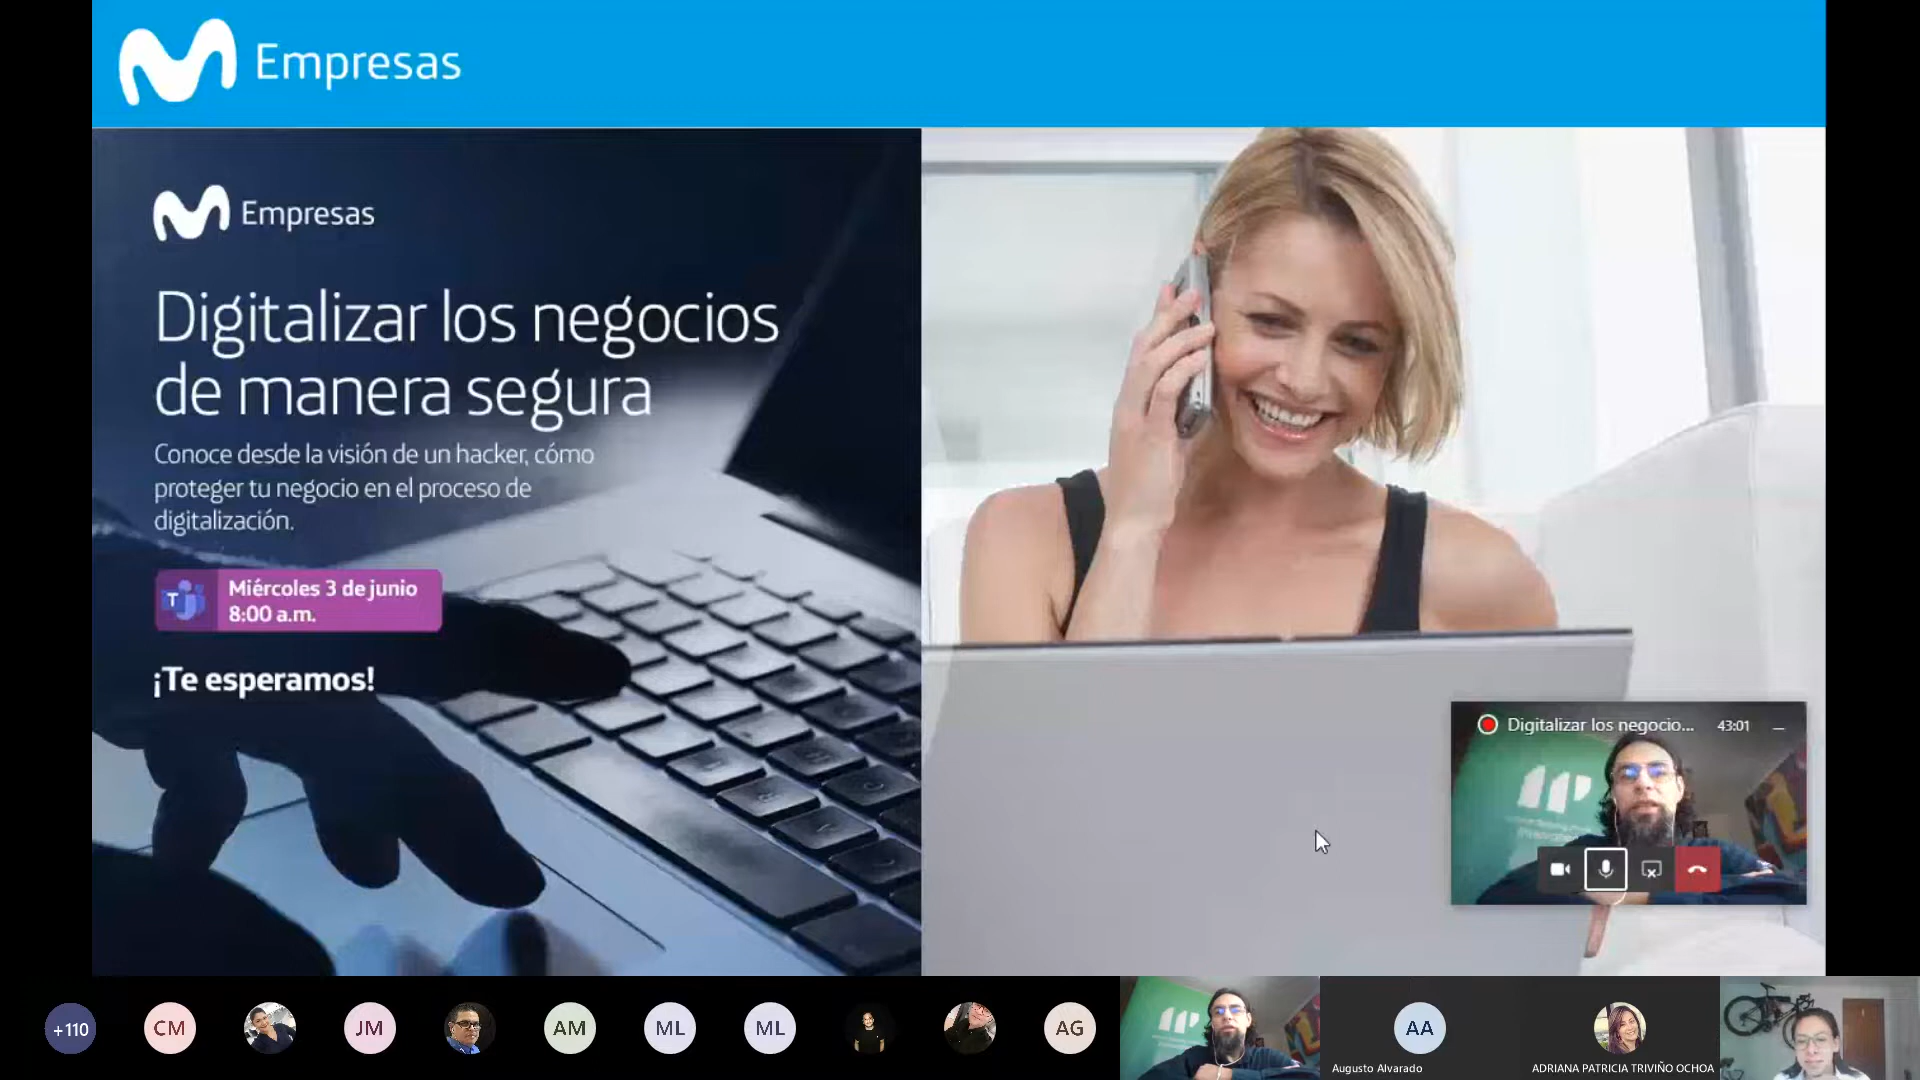 Empresas
Empresas
Digitalizar los negocios
de manera segura
Conoce desde la visión de un hacker, cómo
proteger tu negocio en el proceso de
digitalización.
T
Miércoles 3 de junio
8:00 a.m.
¡Te esperamos!
Digitalizar los negocio...
43:01
+110
CM
JM
AM
ML
ML
AG
AA
Augusto Alvarado
ADRIANA PATRICIA TRIVIÑO OCHOA